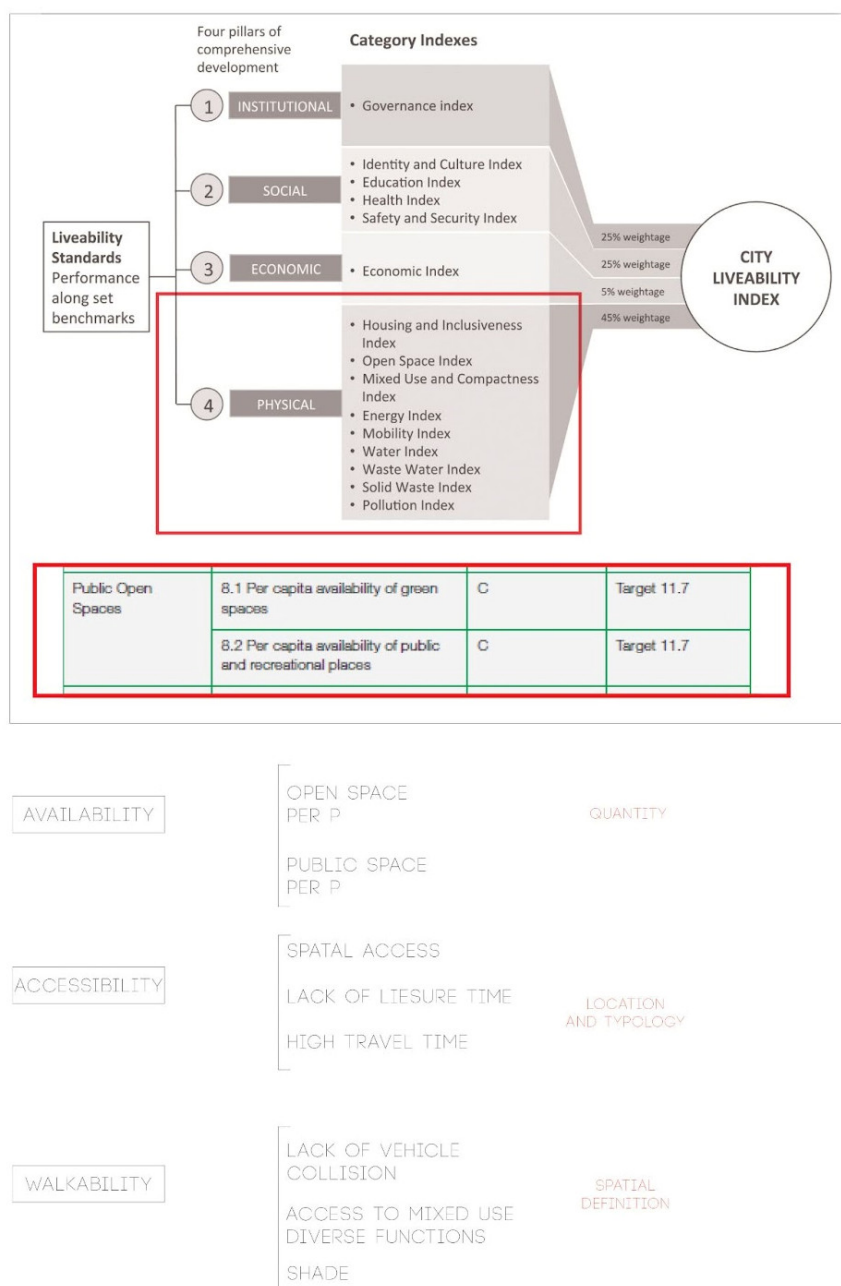 Four pillars of
comprehensive
development
Category Indexes
1 INSTITUTIONAL
• Governance index
2 SOCIAL
• Identity and Culture Index
• Education Index
• Health Index
• Safety and Security Index
Liveability
Standards
Performance
along set
benchmarks
3 ECONOMIC
• Economic Index
4 PHYSICAL
• Housing and Inclusiveness
Index
• Open Space Index
• Mixed Use and Compactness
Index
• Energy Index
• Mobility Index
• Water Index
• Waste Water Index
• Solid Waste Index
• Pollution Index
25% weightage
25% weightage
5% weightage
45% weightage
CITY
LIVEABILITY
INDEX
Public Open
Spaces
8.1 Per capita availability of green
spaces
C
Target 11.7
8.2 Per capita availability of public
and recreational places
C
Target 11.7
AVAILABILITY
OPEN SPACE
PER P
PUBLIC SPACE
PER P
QUANTITY
ACCESSIBILITY
SPATAL ACCESS
LACK OF LIESURE TIME
HIGH TRAVEL TIME
LOCATION
AND TYPOLOGY
WALKABILITY
LACK OF VEHICLE
COLLISION
ACCESS TO MIXED USE
DIVERSE FUNCTIONS
SHADE
SPATIAL
DEFINITION